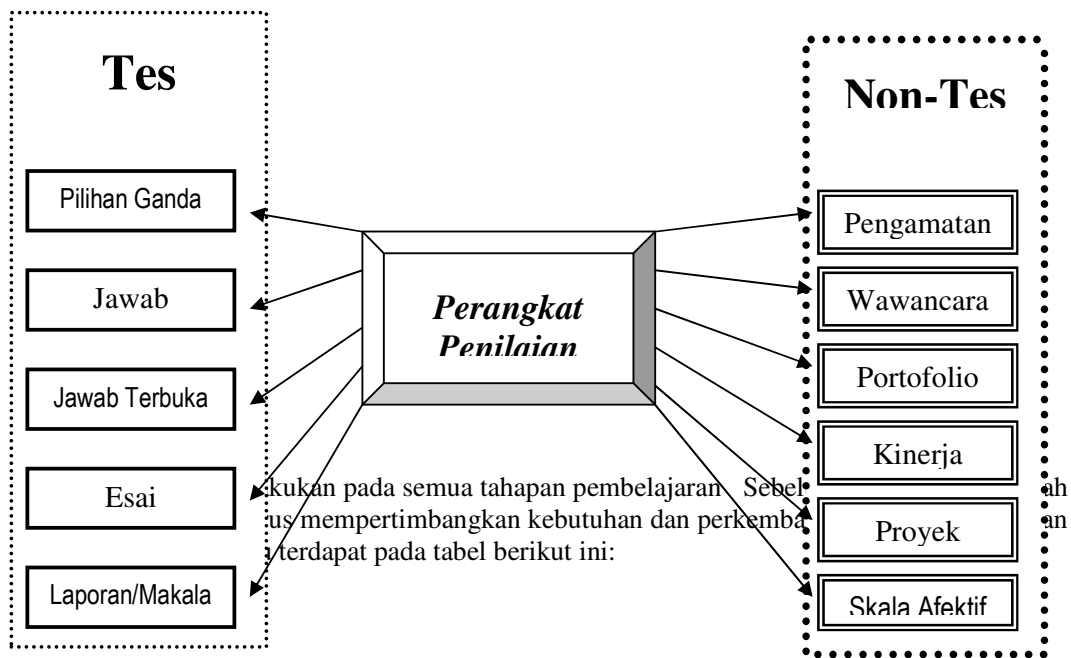 Tes
Pilihan Ganda
Jawab
Jawab Terbuka
Esai
Laporan/Makala
Perangkat
Penilaian
Non-Tes
Pengamatan
Wawancara
Portofolio
Kinerja
Proyek
Skala Afektif
kukan pada semua tahapan pembelajaran Sebel ah
us mempertimbangkan kebutuhan dan perkemba an
terdapat pada tabel berikut ini: